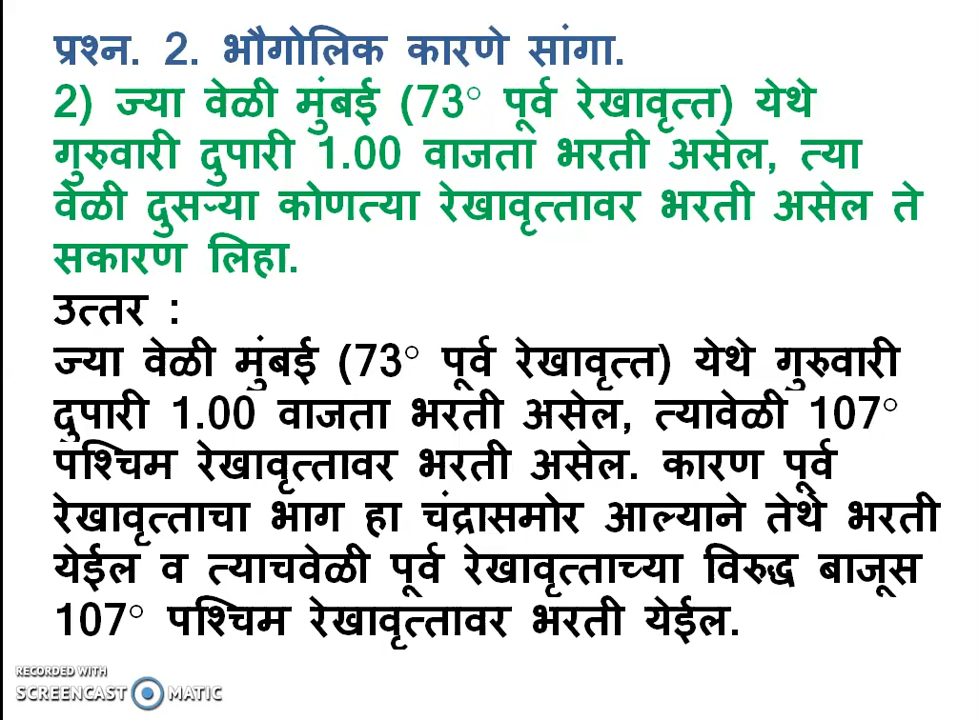 प्रश्न. 2. भौगोलिक कारणे सांगा.
2) ज्या वेळी मुंबई (73° पूर्व रेखावृत्त) येथे
गुरुवारी दुपारी 1.00 वाजता भरती असेल, त्या
वेळी दुसऱ्या कोणत्या रेखावृत्तावर भरती असेल ते
सकारण लिहा.
उत्तर :
ज्या वेळी मुंबई (73° पूर्व रेखावृत्त) येथे गुरुवारी
दुपारी 1.00 वाजता भरती असेल, त्यावेळी 107°
पश्चिम रेखावृत्तावर भरती असेल. कारण पूर्व
रेखावृत्ताचा भाग हा चंद्रासमोर आल्याने तेथे भरती
येईल व त्याचवेळी पूर्व रेखावृत्ताच्या विरुद्ध बाजूस
107° पश्चिम रेखावृत्तावर भरती येईल.
RECORDED WITH
SCREENCAST MATIC